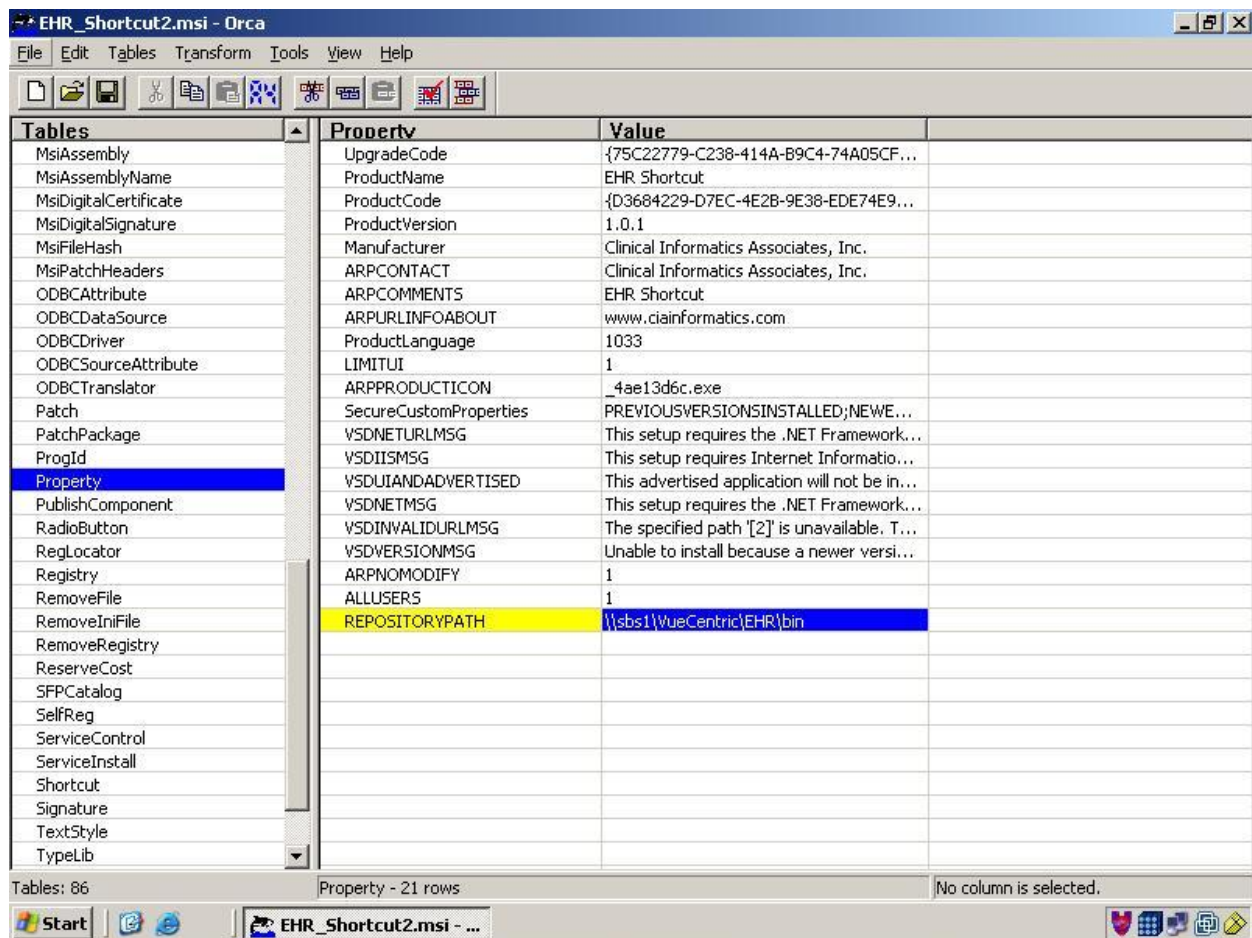 EHR_Shortcut2.msi - Orca
File Edit Tables Transform Tools View Help
Tables Property Value
MsiAssembly UpgradeCode {75C22779-C238-414A-B9C4-74A05CF...
MsiAssemblyName ProductName EHR Shortcut
MsiDigitalCertificate ProductCode {D3684229-D7EC-4E2B-9E38-EDE74E9...
MsiDigitalSignature ProductVersion 1.0.1
MsiFileHash Manufacturer Clinical Informatics Associates, Inc.
MsiPatchHeaders ARPCONTACT Clinical Informatics Associates, Inc.
ODBCAttribute ARPCOMMENTS EHR Shortcut
ODBCDataSource ARPURLINFOABOUT www.ciainformatics.com
ODBCDriver ProductLanguage 1033
ODBCSourceAttribute LIMITUI 1
ODBCTranslator ARPPRODUCTICON _4ae13d6c.exe
Patch SecureCustomProperties PREVIOUSVERSIONSINSTALLED;NEWE...
PatchPackage VSDNETURLMSG This setup requires the .NET Framework...
ProgId VSDIISMSG This setup requires Internet Informatio...
Property VSDUIANDADVERTISED This advertised application will not be in...
PublishComponent VSDNETMSG This setup requires the .NET Framework...
RadioButton VSDINVALIDURLMSG The specified path '[2]' is unavailable. T...
RegLocator VSDVERSIONMSG Unable to install because a newer versi...
Registry ARPNOMODIFY 1
RemoveFile ALLUSERS 1
RemoveIniFile REPOSITORYPATH \\sbs1\VueCentric\EHR\bin
RemoveRegistry
ReserveCost
SFPCatalog
SelfReg
ServiceControl
ServiceInstall
Shortcut
Signature
TextStyle
TypeLib
Tables: 86 Property - 21 rows No column is selected.
Start EHR_Shortcut2.msi - ...